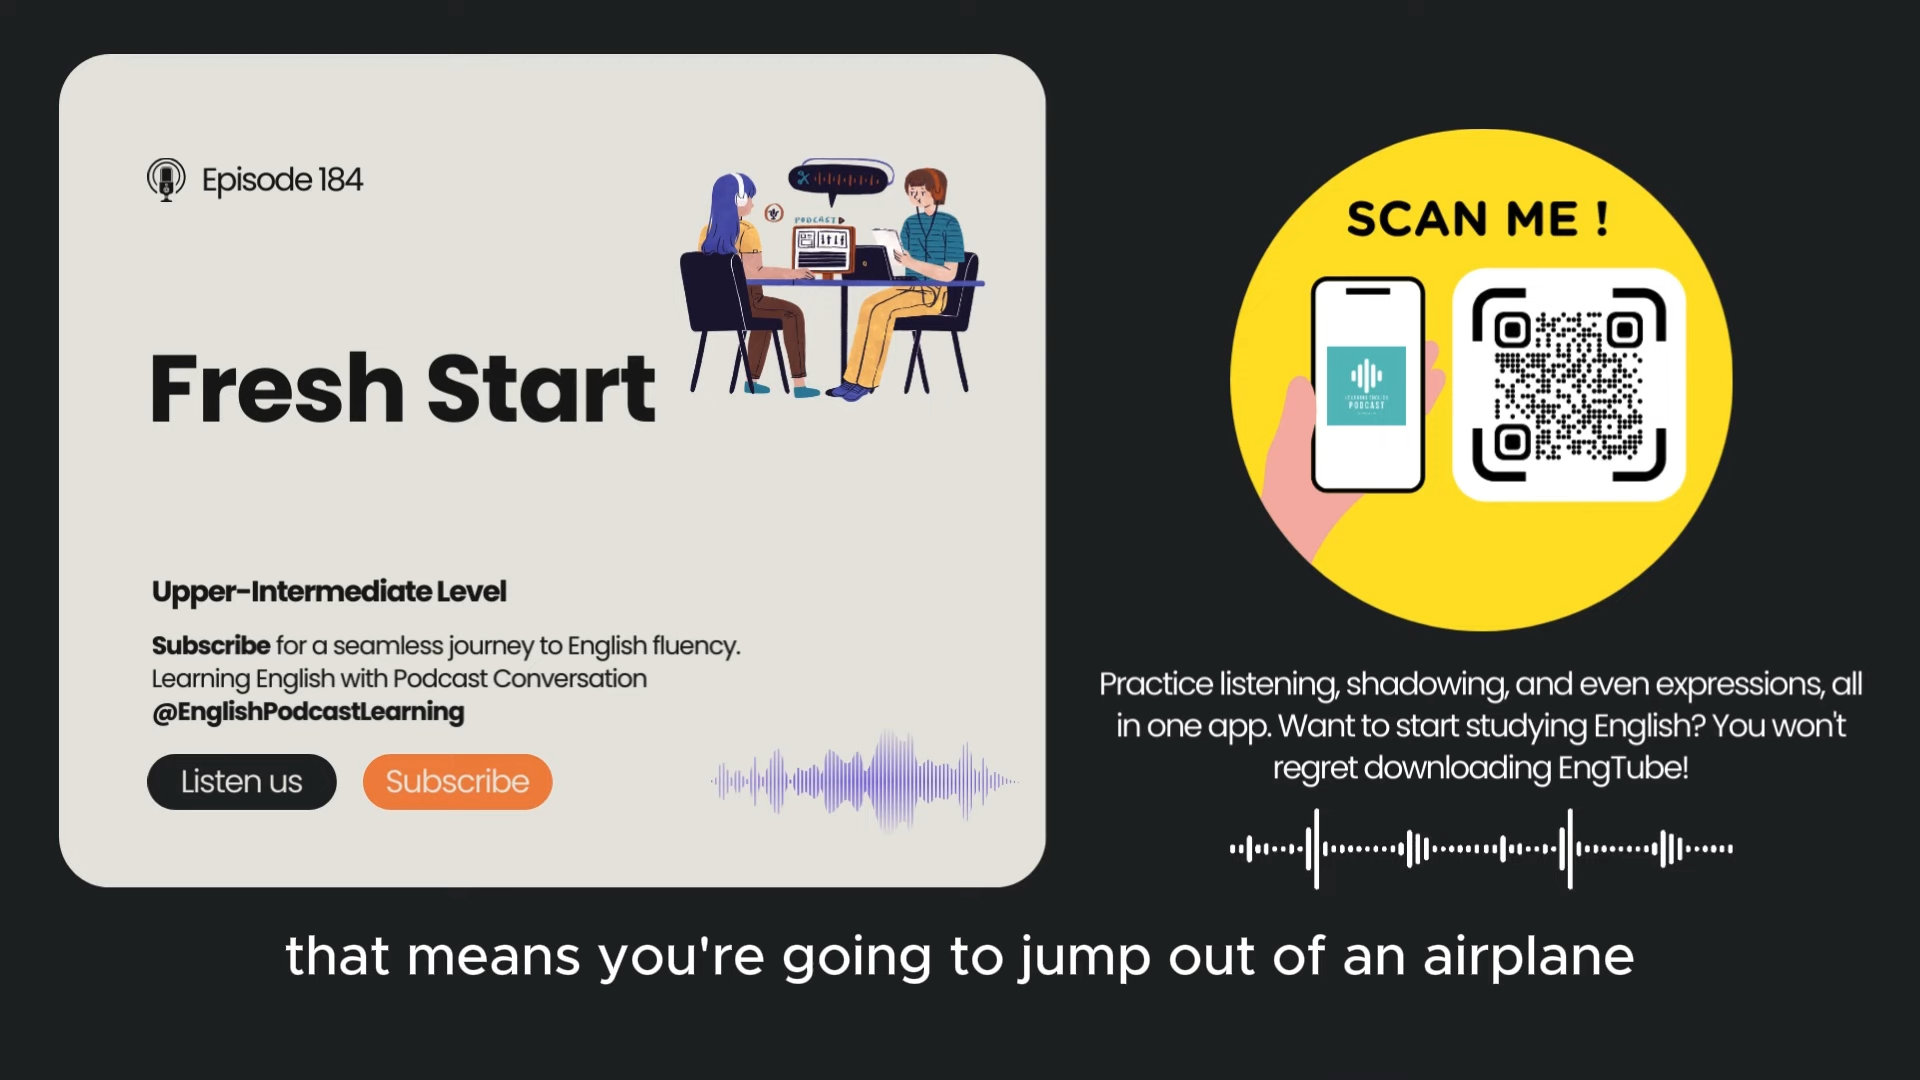 Episode 184
PODCAST
Fresh Start
Upper-Intermediate Level
Subscribe for a seamless journey to English fluency.
Learning English with Podcast Conversation
@EnglishPodcastLearning
Listen us
Subscribe
SCAN ME !
PODCAST
Practice listening, shadowing, and even expressions, all
in one app. Want to start studying English? You won't
regret downloading EngTube!
that means you're going to jump out of an airplane